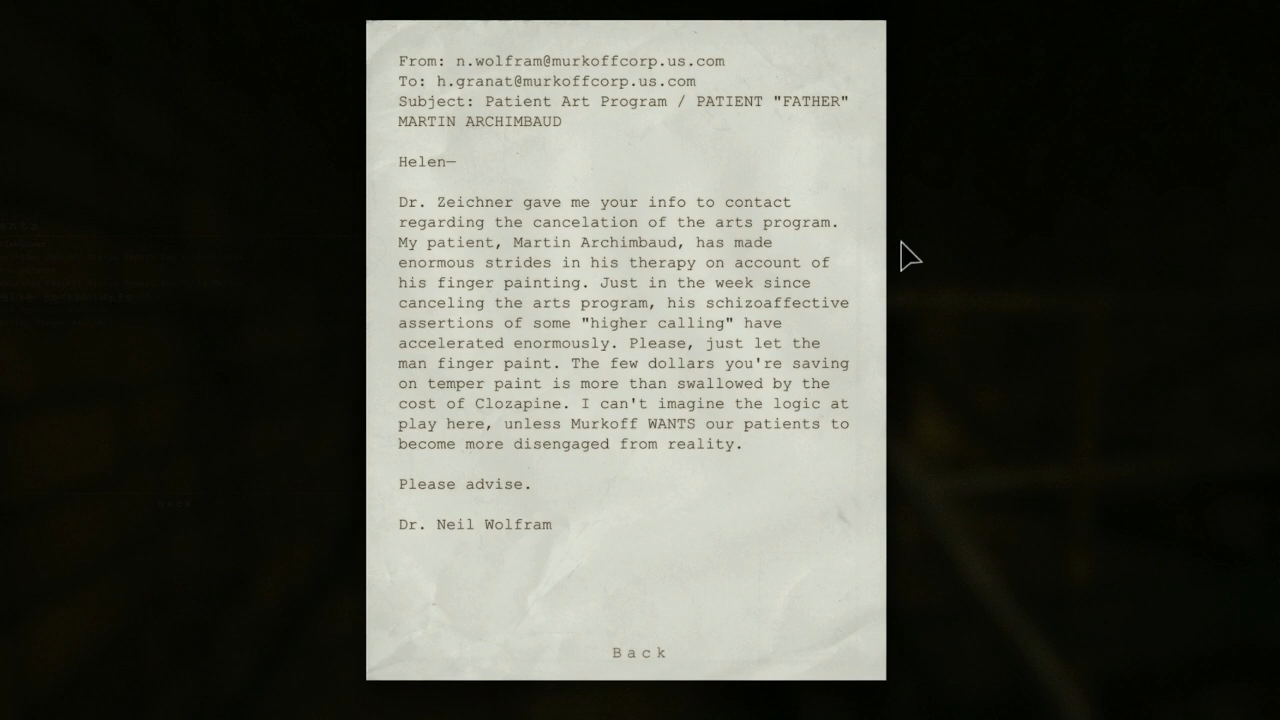 From: n.wolfram@murkoffcorp.us.com
To: h.granat@murkoffcorp.us.com
Subject: Patient Art Program / PATIENT "FATHER"
MARTIN ARCHIMBAUD
Helen—
Dr. Zeichner gave me your info to contact
regarding the cancelation of the arts program.
My patient, Martin Archimbaud, has made
enormous strides in his therapy on account of
his finger painting. Just in the week since
canceling the arts program, his schizoaffective
assertions of some "higher calling" have
accelerated enormously. Please, just let the
man finger paint. The few dollars you're saving
on temper paint is more than swallowed by the
cost of Clozapine. I can't imagine the logic at
play here, unless Murkoff WANTS our patients to
become more disengaged from reality.
Please advise.
Dr. Neil Wolfram
Back